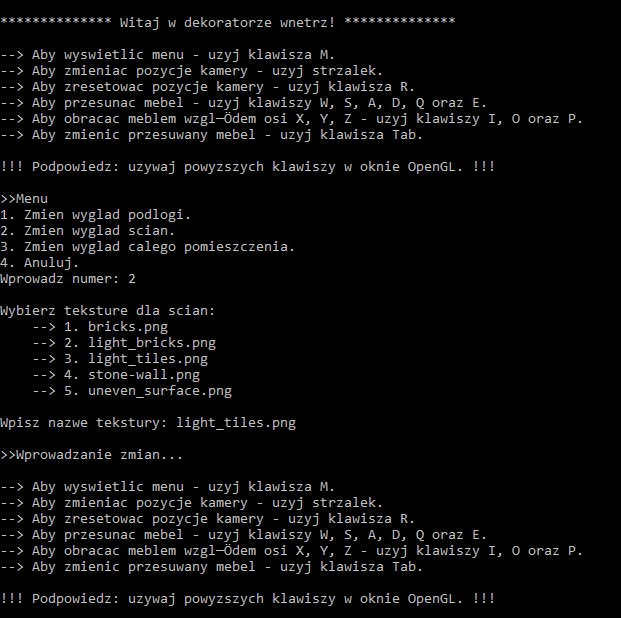 ************** Witaj w dekoratorze wnetrz! **************
--> Aby wyswietlic menu - uzyj klawisza M.
--> Aby zmieniac pozycje kamery - uzyj strzalek.
--> Aby zresetowac pozycje kamery - uzyj klawisza R.
--> Aby przesunac mebel - uzyj klawiszy W, S, A, D, Q oraz E.
--> Aby obracac meblem wzgl─Ödem osi X, Y, Z - uzyj klawiszy I, O oraz P.
--> Aby zmienic przesuwany mebel - uzyj klawisza Tab.
!!! Podpowiedz: uzywaj powyzszych klawiszy w oknie OpenGL. !!!
>>Menu
1. Zmien wyglad podlogi.
2. Zmien wyglad scian.
3. Zmien wyglad calego pomieszczenia.
4. Anuluj.
Wprowadz numer: 2
Wybierz teksture dla scian:
--> 1. bricks.png
--> 2. light_bricks.png
--> 3. light_tiles.png
--> 4. stone-wall.png
--> 5. uneven_surface.png
Wpisz nazwe tekstury: light_tiles.png
>>Wprowadzanie zmian...
--> Aby wyswietlic menu - uzyj klawisza M.
--> Aby zmieniac pozycje kamery - uzyj strzalek.
--> Aby zresetowac pozycje kamery - uzyj klawisza R.
--> Aby przesunac mebel - uzyj klawiszy W, S, A, D, Q oraz E.
--> Aby obracac meblem wzgl─Ödem osi X, Y, Z - uzyj klawiszy I, O oraz P.
--> Aby zmienic przesuwany mebel - uzyj klawisza Tab.
!!! Podpowiedz: uzywaj powyzszych klawiszy w oknie OpenGL. !!!